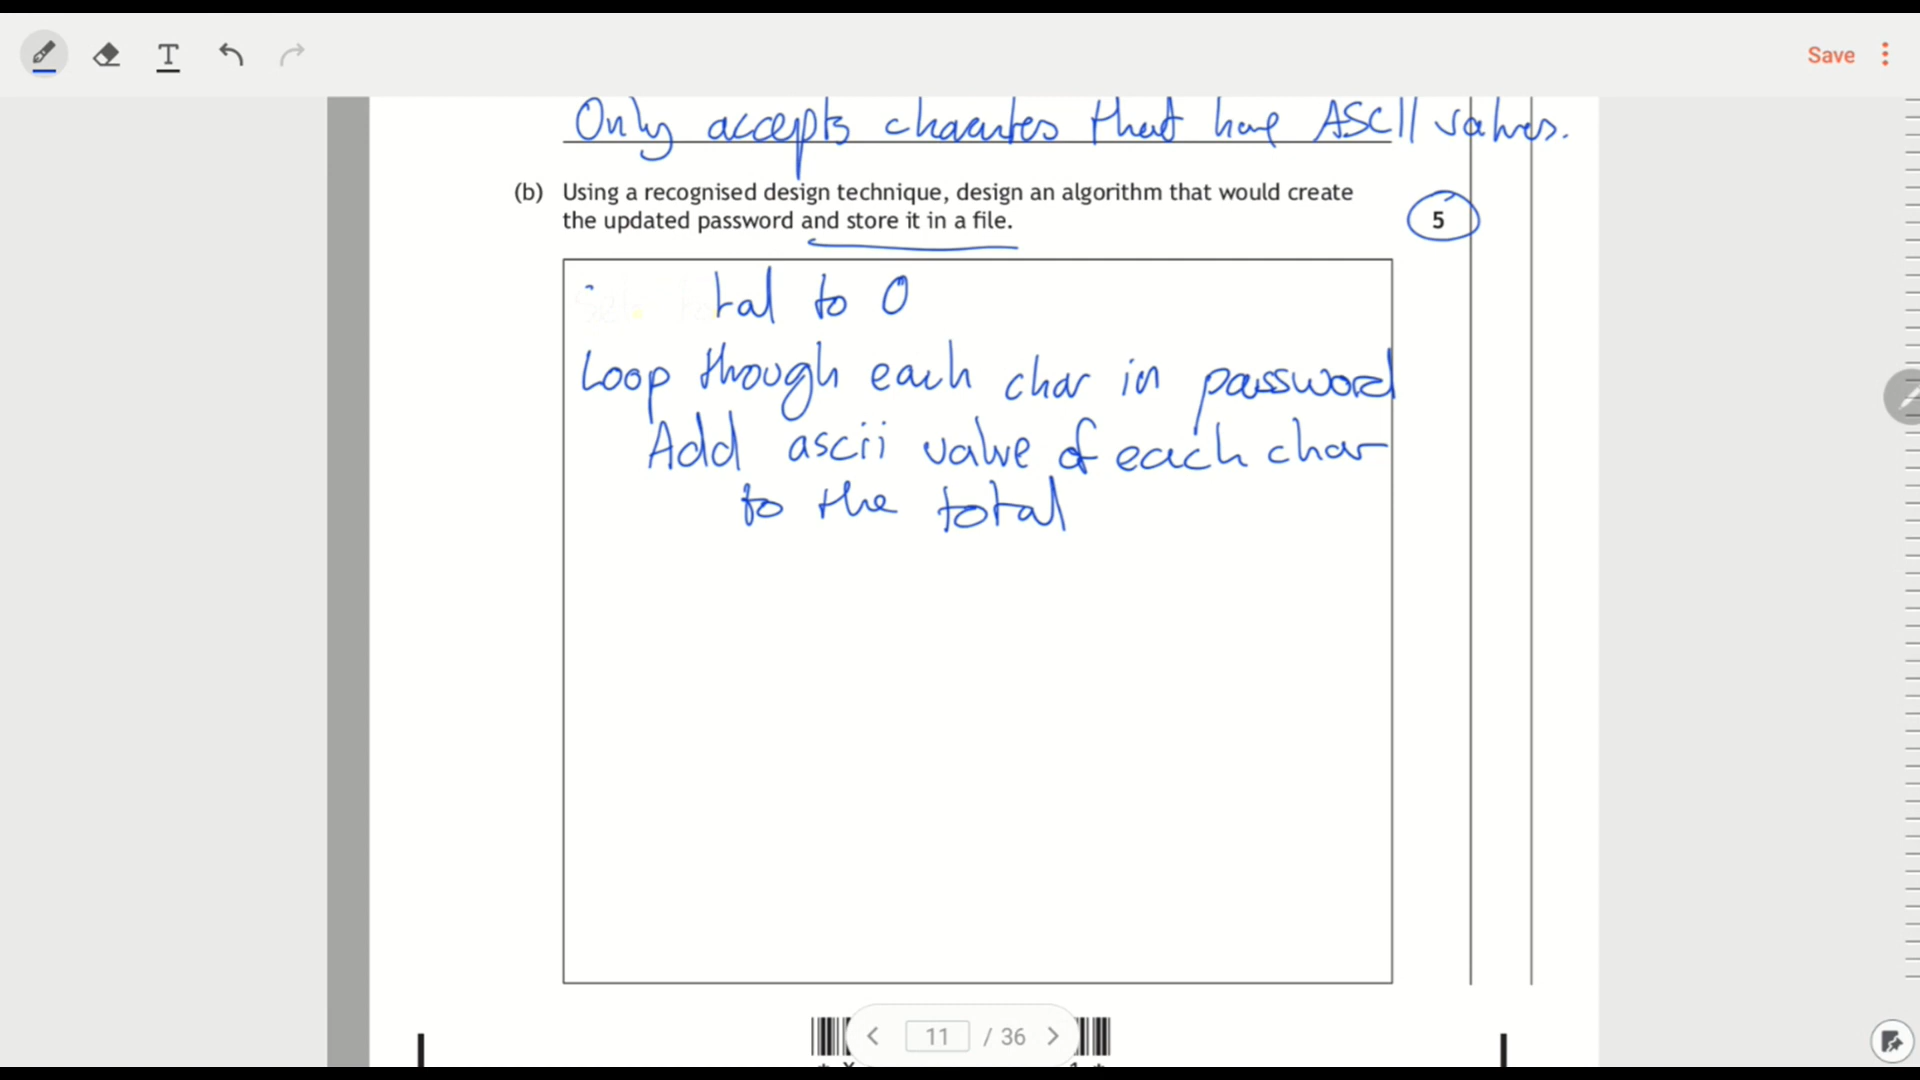 T
Save
Only accepts that have ASCII values.
(b) Using a recognised design technique, design an algorithm that would create
the updated password and store it in a file.
5
tal to 0
Loop through each char in password
Add ascii value of each char
to the total
11 / 36